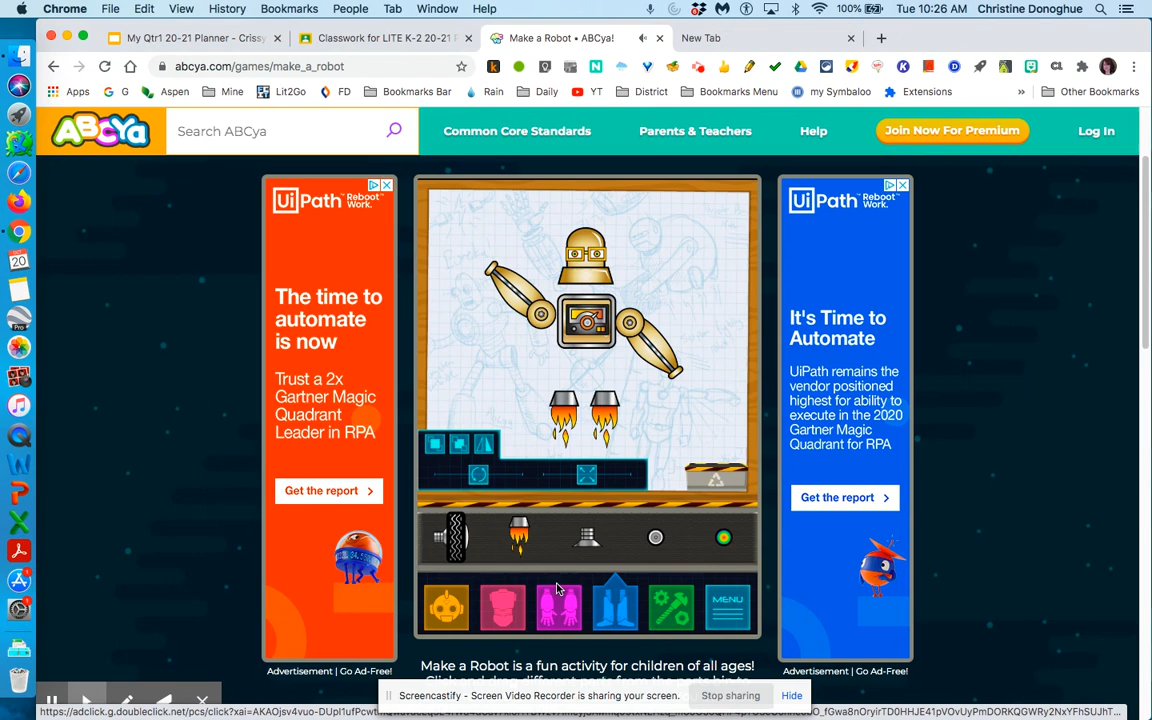 Chrome File Edit View History Bookmarks People Tab Window Help 100% Tue 10:26 AM Christine Donoghue
My Qtr1 20-21 Planner - Crissy Classwork for LITE K-2 20-21 F Make a Robot • ABCya! New Tab
abcya.com/games/make_a_robot
Apps G Aspen Mine Lit2Go FD Bookmarks Bar Rain Daily YT District Bookmarks Menu my Symbaloo Extensions » Other Bookmarks
ABCya Search ABCya Common Core Standards Parents & Teachers Help Join Now For Premium Log In
UiPath Reboot Work.
The time to
automate
is now
Trust a 2x
Gartner Magic
Quadrant
Leader in RPA
Get the report
Advertisement | Go Ad-Free!
MENU
UiPath Reboot Work.
It's Time to
Automate
UiPath remains the
vendor positioned
highest for ability to
execute in the 2020
Gartner Magic
Quadrant for RPA
Get the report
Advertisement | Go Ad-Free!
Make a Robot is a fun activity for children of all ages!
Screencastify - Screen Video Recorder is sharing your screen. Stop sharing Hide